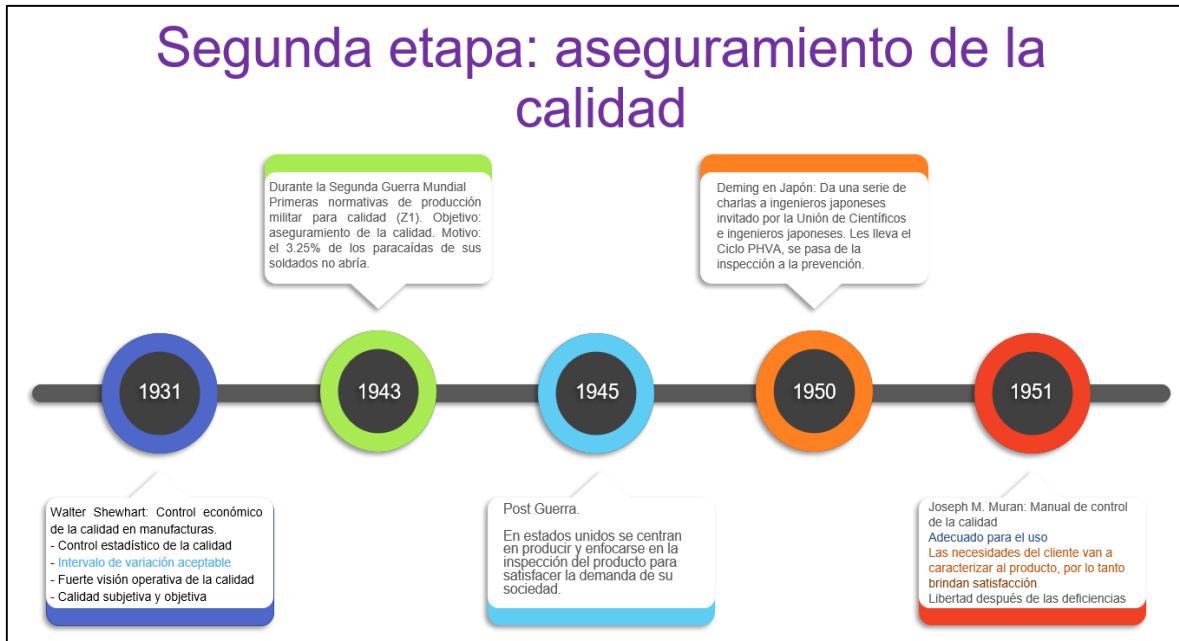 Segunda etapa: aseguramiento de la
calidad
Durante la Segunda Guerra Mundial
Primeras normativas de producción
militar para calidad (Z1). Objetivo:
aseguramiento de la calidad. Motivo:
el 3.25% de los paracaídas de sus
soldados no abría.
Deming en Japón: Da una serie de
charlas a ingenieros japoneses
invitado por la Unión de Científicos
e ingenieros japoneses. Les lleva el
Ciclo PHVA, se pasa de la
inspección a la prevención.
1931
1943
1945
1950
1951
Walter Shewhart: Control económico
de la calidad en manufacturas.
- Control estadístico de la calidad
- Intervalo de variación aceptable
- Fuerte visión operativa de la calidad
- Calidad subjetiva y objetiva
Post Guerra.
En estados unidos se centran
en producir y enfocarse en la
inspección del producto para
satisfacer la demanda de su
sociedad.
Joseph M. Muran: Manual de control
de la calidad
Adecuado para el uso
Las necesidades del cliente van a
caracterizar al producto, por lo tanto
brindan satisfacción
Libertad después de las deficiencias